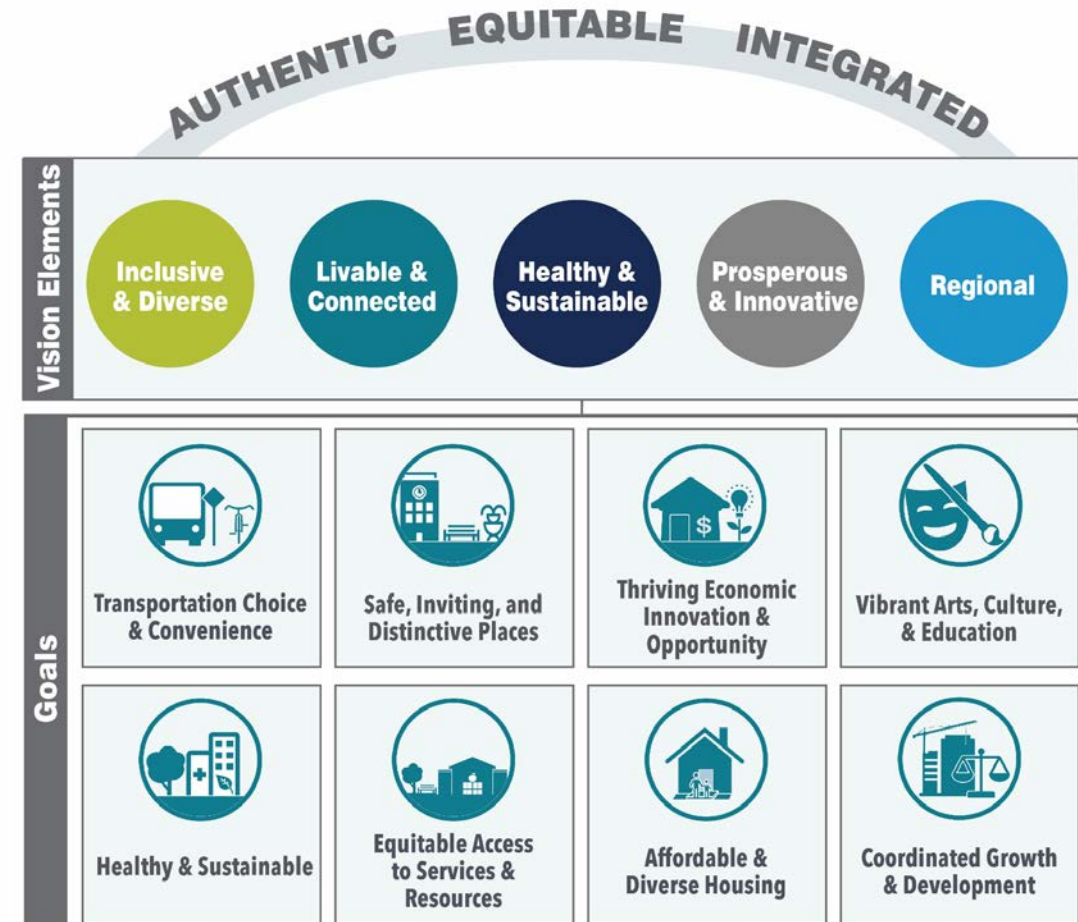 AUTHENTIC EQUITABLE INTEGRATED
Vision Elements
Inclusive
& Diverse
Livable &
Connected
Healthy &
Sustainable
Prosperous
& Innovative
Regional
Goals
Transportation Choice
& Convenience
Safe, Inviting, and
Distinctive Places
Thriving Economic
Innovation &
Opportunity
Vibrant Arts, Culture,
& Education
Healthy & Sustainable
Equitable Access
to Services &
Resources
Affordable &
Diverse Housing
Coordinated Growth
& Development
$